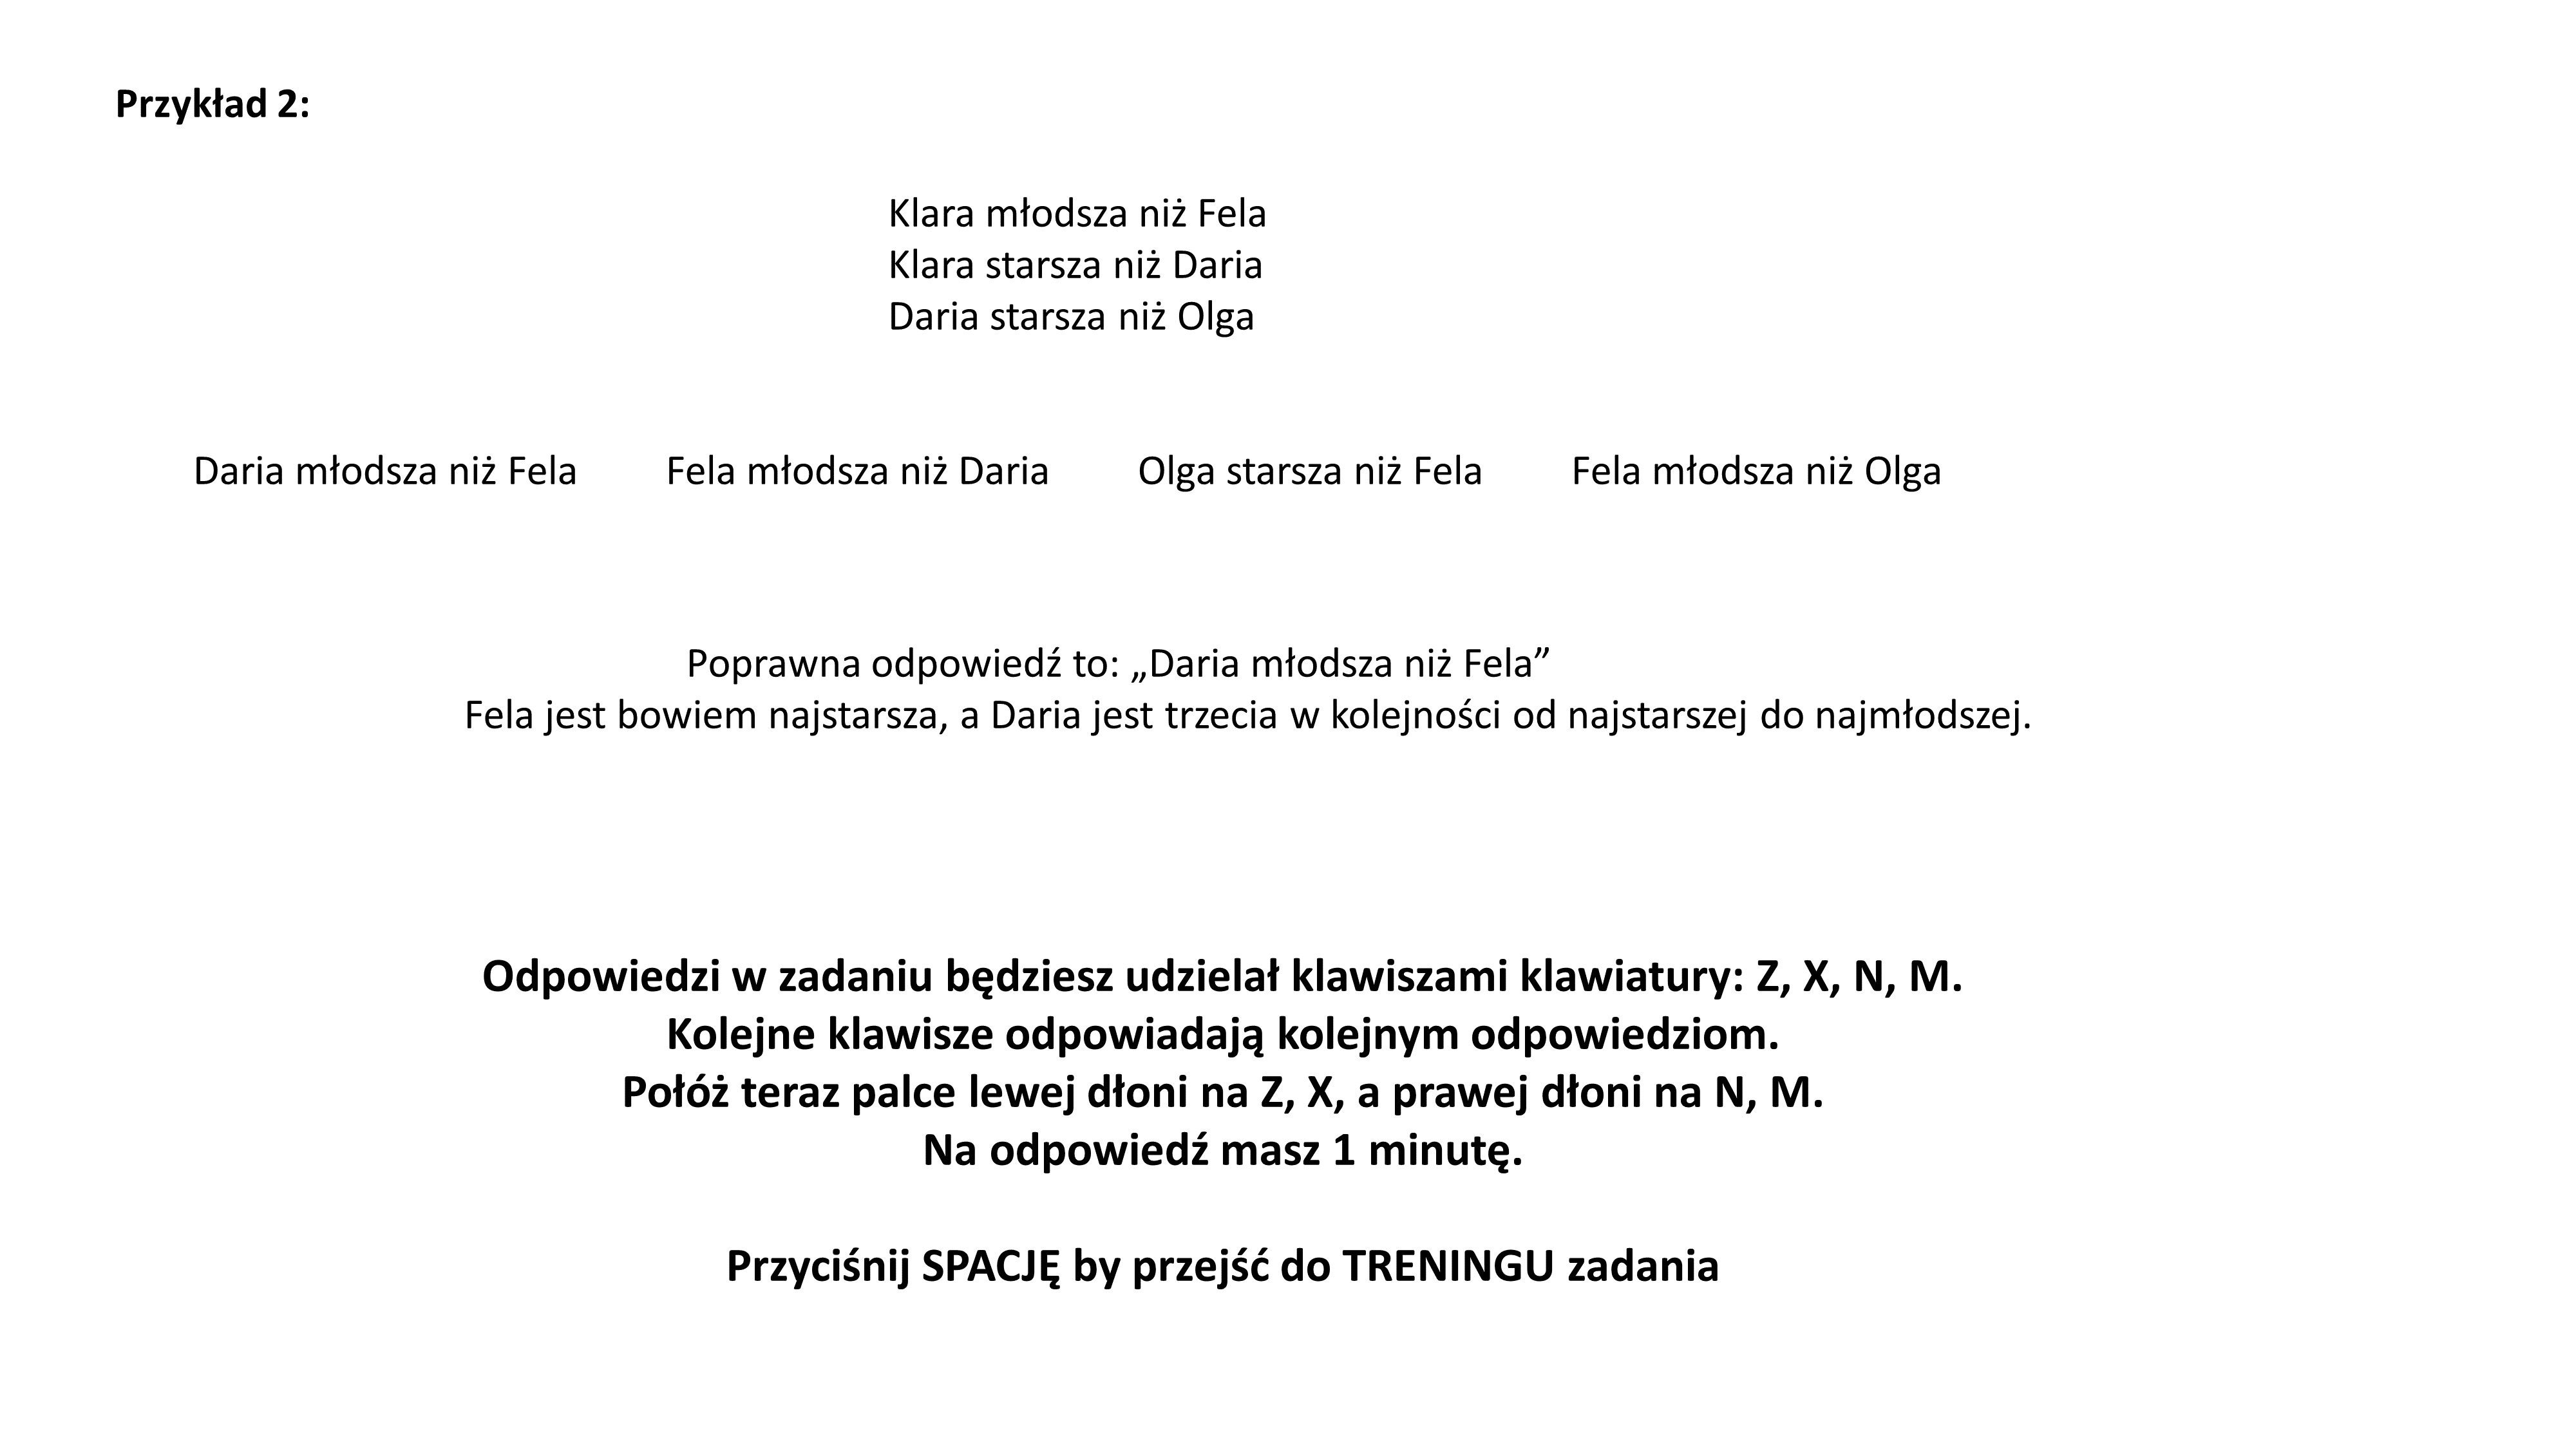 Przykład 2:
Klara młodsza niż Fela
Klara starsza niż Daria
Daria starsza niż Olga
Daria młodsza niż Fela Fela młodsza niż Daria Olga starsza niż Fela Fela młodsza niż Olga
Poprawna odpowiedź to: „Daria młodsza niż Fela”
Fela jest bowiem najstarsza, a Daria jest trzecia w kolejności od najstarszej do najmłodszej.
Odpowiedzi w zadaniu będziesz udzielał klawiszami klawiatury: Z, X, N, M.
Kolejne klawisze odpowiadają kolejnym odpowiedziom.
Połóż teraz palce lewej dłoni na Z, X, a prawej dłoni na N, M.
Na odpowiedź masz 1 minutę.
Przyciśnij SPACJĘ by przejść do TRENINGU zadania